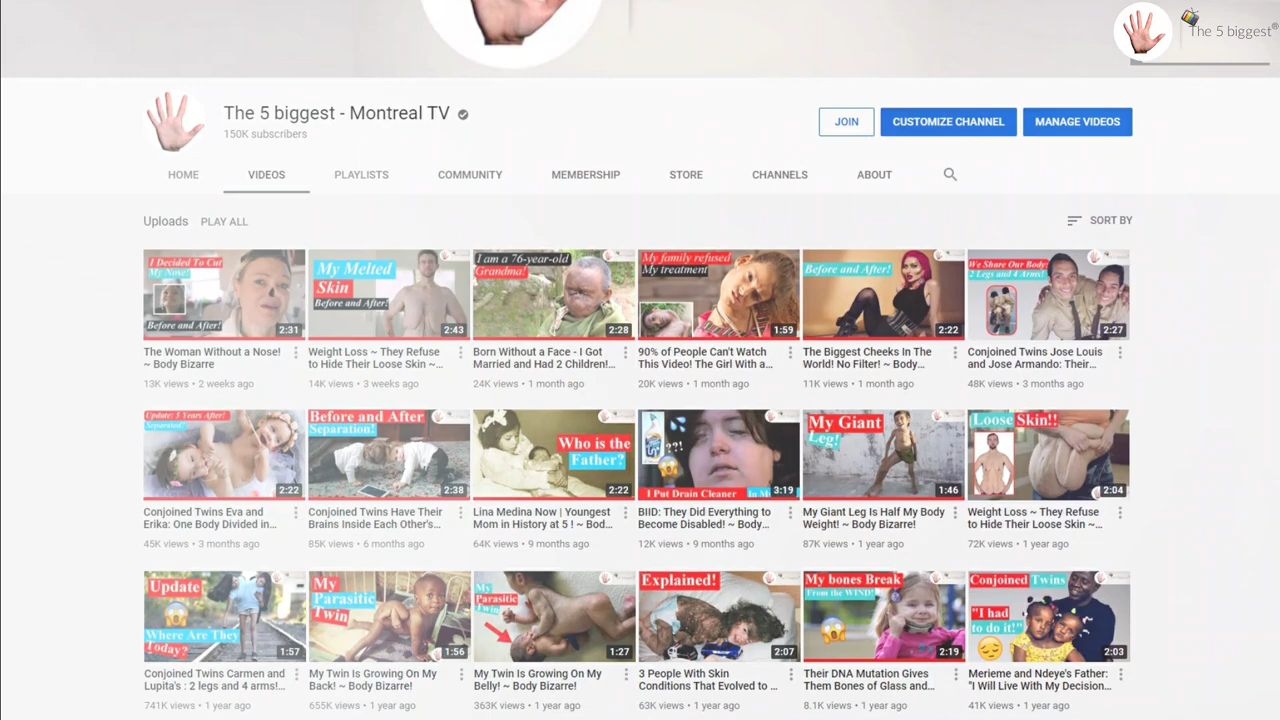 The 5 biggest®
The 5 biggest - Montreal TV
150K subscribers
JOIN
CUSTOMIZE CHANNEL
MANAGE VIDEOS
HOME
VIDEOS
PLAYLISTS
COMMUNITY
MEMBERSHIP
STORE
CHANNELS
ABOUT
Uploads
PLAY ALL
SORT BY
I Decided To Cut
My Nose!
Before and After!
2:31
My Melted
Skin
Before and After!
2:43
I am a 76-year-old
Grandma!
2:28
My family refused
My treatment
1:59
Before and After!
2:22
We Share Our Body:
2 Legs and 4 Arms!
2:27
The Woman Without a Nose!
~ Body Bizarre
13K views • 2 weeks ago
Weight Loss ~ They Refuse
to Hide Their Loose Skin ~...
14K views • 3 weeks ago
Born Without a Face - I Got
Married and Had 2 Children!...
24K views • 1 month ago
90% of People Can't Watch
This Video! The Girl With a...
20K views • 1 month ago
The Biggest Cheeks In The
World! No Filter! ~ Body...
11K views • 1 month ago
Conjoined Twins Jose Louis
and Jose Armando: Their...
48K views • 3 months ago
Update: 5 Years After!
Separated!
2:22
Before and After
Separation!
2:38
Who is the
Father?
2:22
??!
I Put Drain Cleaner
In M
3:19
My Giant
Leg!
1:46
Loose Skin!!
2:04
Conjoined Twins Eva and
Erika: One Body Divided in...
45K views • 3 months ago
Conjoined Twins Have Their
Brains Inside Each Other's...
85K views • 6 months ago
Lina Medina Now | Youngest
Mom in History at 5 ! ~ Bod...
64K views • 9 months ago
BIID: They Did Everything to
Become Disabled! ~ Body...
12K views • 9 months ago
My Giant Leg Is Half My Body
Weight! ~ Body Bizarre!
87K views • 1 year ago
Weight Loss ~ They Refuse
to Hide Their Loose Skin ~...
72K views • 1 year ago
Update
Where Are They
Today?
1:57
My
Parasitic
Twin
1:56
My
Parasitic
Twin
1:27
Explained!
2:07
My bones Break
From the WIND!
2:19
Conjoined Twins
"I had
to do it!"
2:03
Conjoined Twins Carmen and
Lupita's : 2 legs and 4 arms!...
741K views • 1 year ago
My Twin Is Growing On My
Back! ~ Body Bizarre!
655K views • 1 year ago
My Twin Is Growing On My
Belly! ~ Body Bizarre!
363K views • 1 year ago
3 People With Skin
Conditions That Evolved to ...
63K views • 1 year ago
Their DNA Mutation Gives
Them Bones of Glass and...
8.1K views • 1 year ago
Merieme and Ndeye's Father:
"I Will Live With My Decision...
41K views • 1 year ago